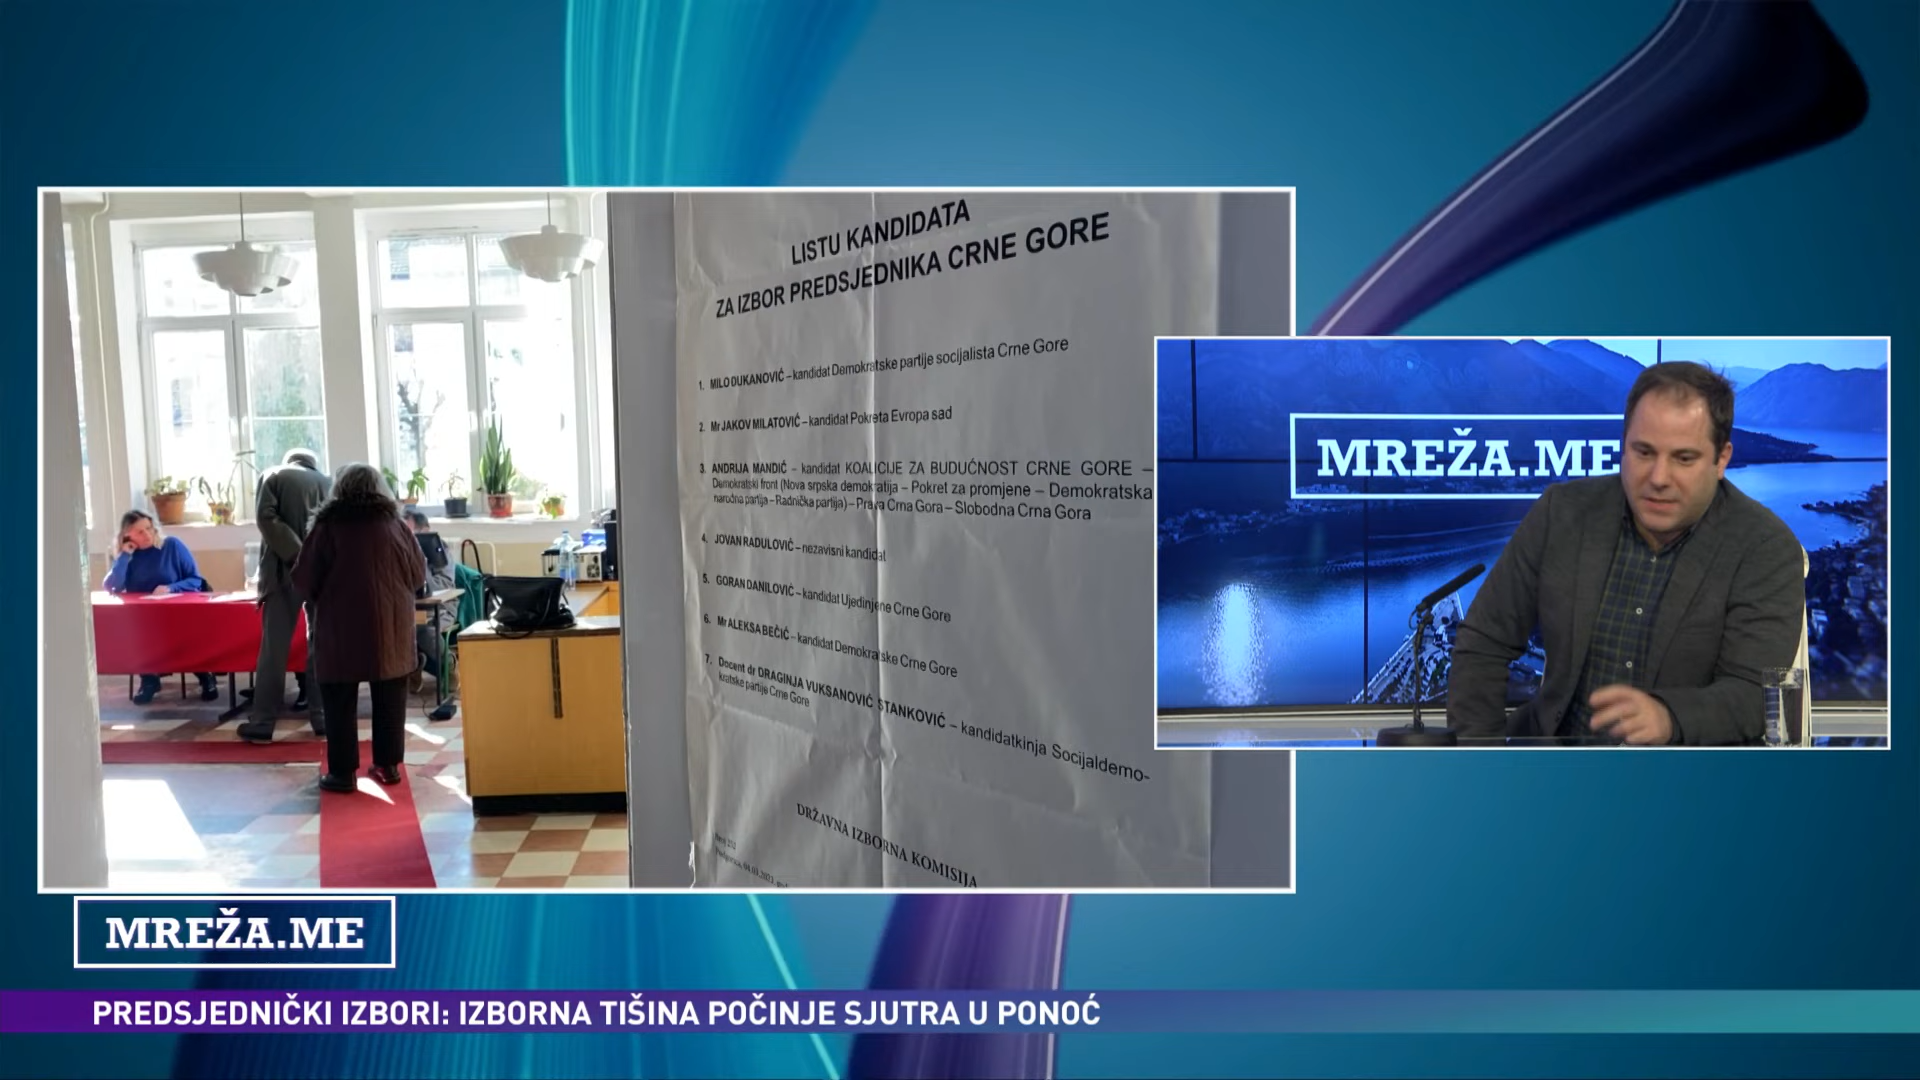 LISTU KANDIDATA
ZA IZBOR PREDSJEDNIKA CRNE GORE
1. MILO ĐUKANOVIĆ – kandidat Demokratske partije socijalista Crne Gore
2. Mr JAKOV MILATOVIĆ – kandidat Pokreta Evropa sad
3. ANDRIJA MANDIĆ – kandidat KOALICIJE ZA BUDUĆNOST CRNE GORE –
Demokratski front (Nova srpska demokratija – Pokret za promjene – Demokratska
narodna partija – Radnička partija) – Prava Crna Gora – Slobodna Crna Gora
4. JOVAN RADULOVIĆ – nezavisni kandidat
5. GORAN DANILOVIĆ – kandidat Ujedinjene Crne Gore
6. Mr ALEKSA BEČIĆ – kandidat Demokratske Crne Gore
7. Docent dr DRAGINJA VUKSANOVIĆ STANKOVIĆ – kandidatkinja Socijaldemo-
kratske partije Crne Gore
DRŽAVNA IZBORNA KOMISIJA
MREŽA.ME
MREŽA.ME
PREDSJEDNIČKI IZBORI: IZBORNA TIŠINA POČINJE SJUTRA U PONOĆ